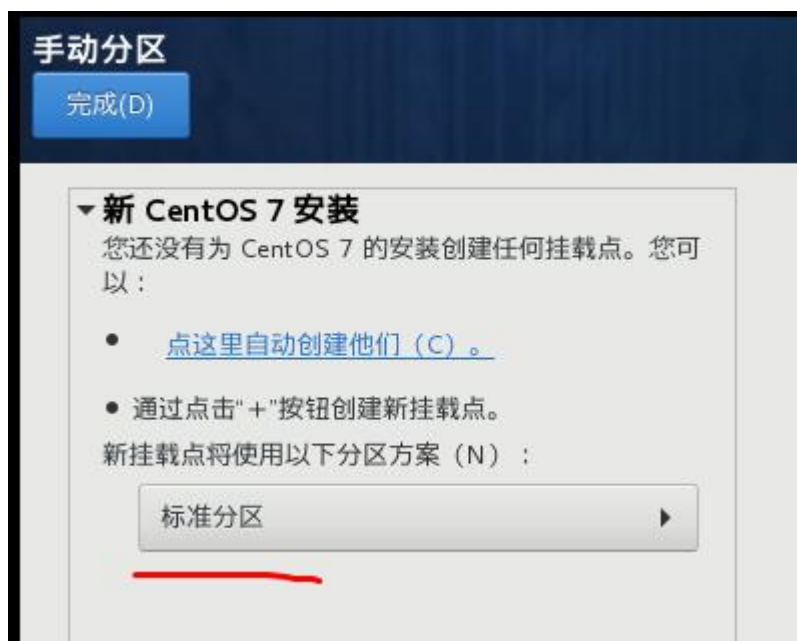 手动分区
完成(D)
新 CentOS 7 安装
您还没有为 CentOS 7 的安装创建任何挂载点。您可
以：
点这里自动创建他们（C）。
通过点击“+”按钮创建新挂载点。
新挂载点将使用以下分区方案（N）：
标准分区